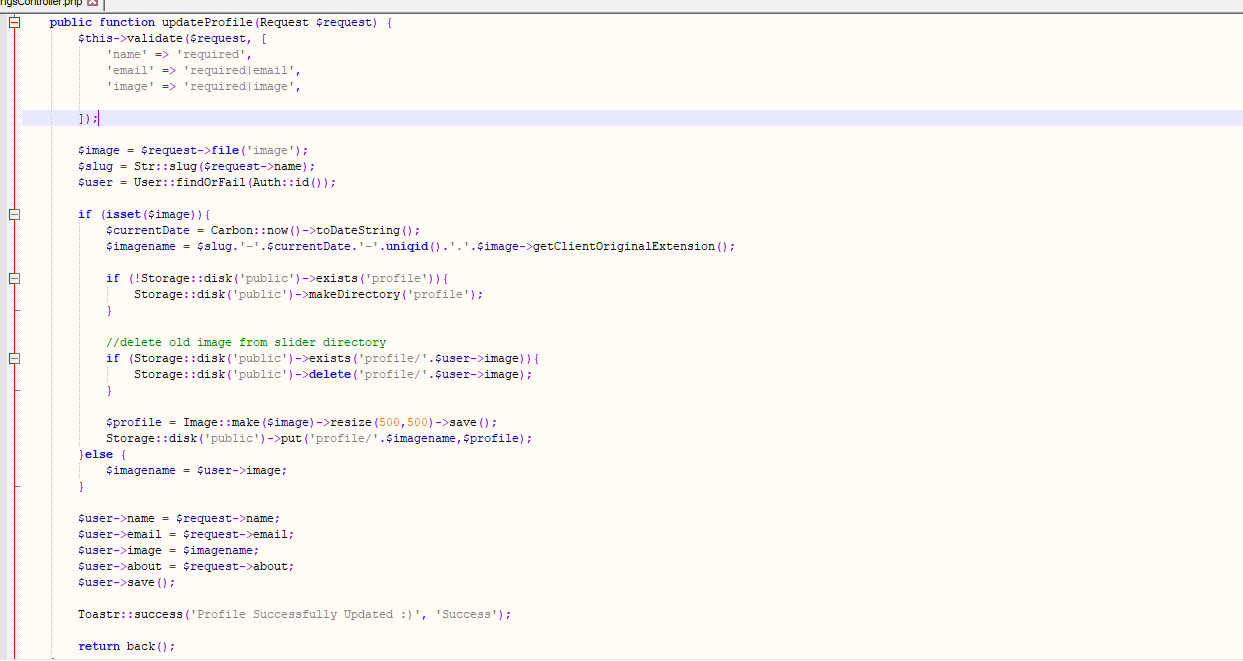 ngsController.php
public function updateProfile(Request $request) {
$this->validate($request, [
'name' => 'required',
'email' => 'required|email',
'image' => 'required|image',
]);
$image = $request->file('image');
$slug = Str::slug($request->name);
$user = User::findOrFail(Auth::id());
if (isset($image)){
$currentDate = Carbon::now()->toDateString();
$imagename = $slug.'-'.$currentDate.'-'.uniqid().'.'.$image->getClientOriginalExtension();
if (!Storage::disk('public')->exists('profile')){
Storage::disk('public')->makeDirectory('profile');
}
//delete old image from slider directory
if (Storage::disk('public')->exists('profile/'.$user->image)){
Storage::disk('public')->delete('profile/'.$user->image);
}
$profile = Image::make($image)->resize(500,500)->save();
Storage::disk('public')->put('profile/'.$imagename,$profile);
}else {
$imagename = $user->image;
}
$user->name = $request->name;
$user->email = $request->email;
$user->image = $imagename;
$user->about = $request->about;
$user->save();
Toastr::success('Profile Successfully Updated :)', 'Success');
return back();